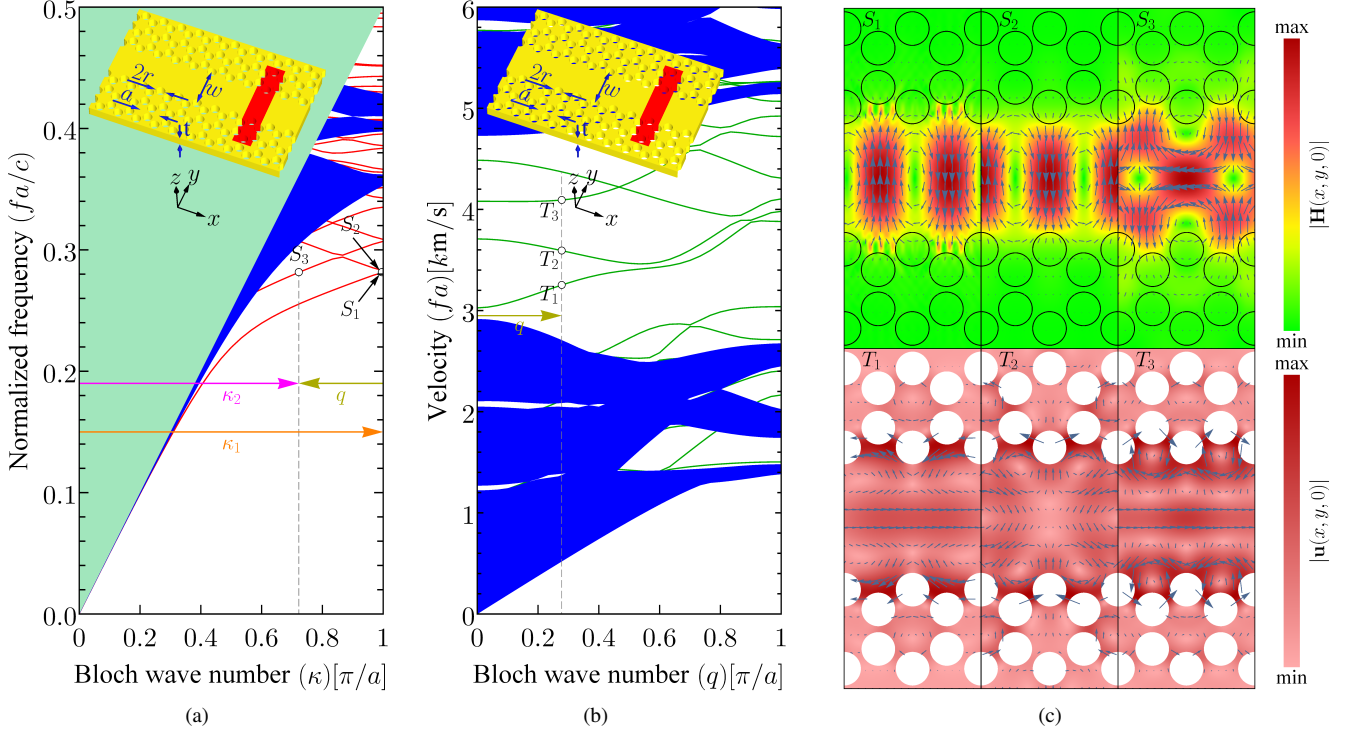 0.5
0.4
0.3
0.2
0.1
0.0
Normalized frequency (fa/c)
2r
a
w
t
z
y
x
S₂
S₃
S₁
κ₂
q
κ₁
0
0.2
0.4
0.6
0.8
1
Bloch wave number (κ)[π/a]
(a)
6
5
4
3
2
1
0
Velocity (fa)[km/s]
2r
a
w
t
z
y
x
T₃
T₂
T₁
q
0
0.2
0.4
0.6
0.8
1
Bloch wave number (q)[π/a]
(b)
S₁
S₂
S₃
T₁
T₂
T₃
max
|H(x, y, 0)|
min
max
|u(x, y, 0)|
min
(c)